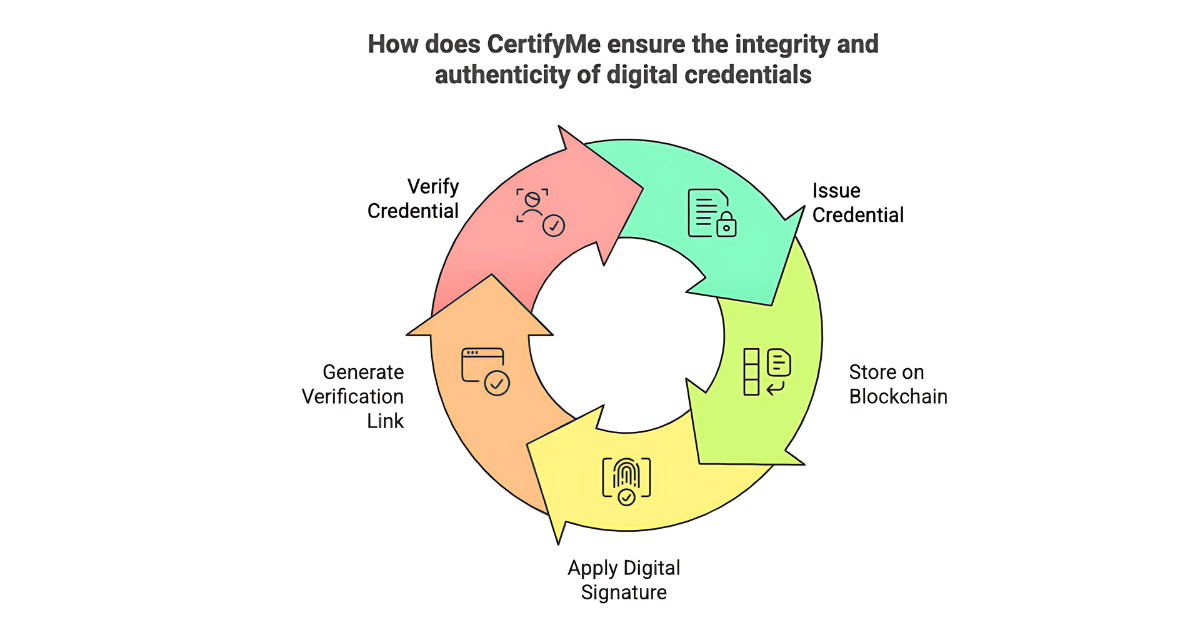 How does CertifyMe ensure the integrity and
authenticity of digital credentials
Verify
Credential
Issue
Credential
Generate
Verification
Link
Store on
Blockchain
Apply Digital
Signature